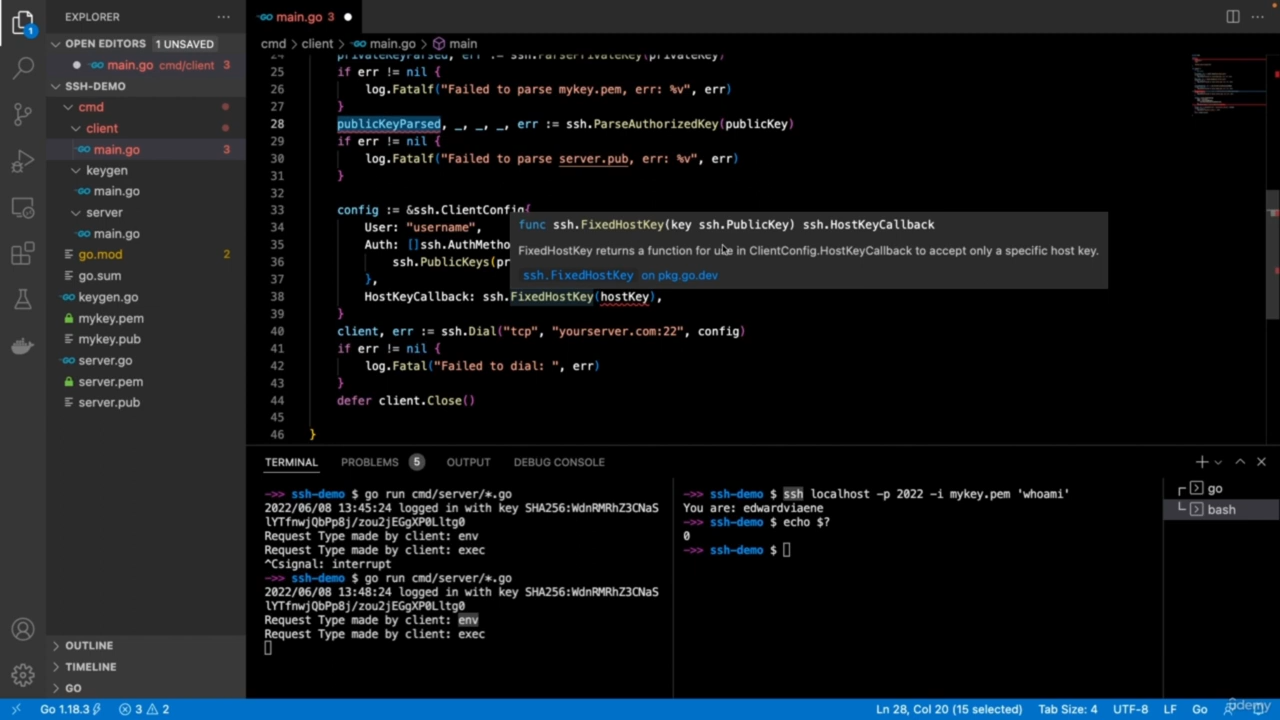 EXPLORER
OPEN EDITORS 1 UNSAVED
main.go cmd/client 3
SSH-DEMO
cmd
client
main.go 3
keygen
main.go
server
main.go
go.mod 2
go.sum
keygen.go
mykey.pem
mykey.pub
server.go
server.pem
server.pub
OUTLINE
TIMELINE
GO
1
main.go 3
cmd > client > main.go > main
24 privateKeyParsed, err := ssh.ParsePrivateKey(privateKey)
25 if err != nil {
26 log.Fatalf("Failed to parse mykey.pem, err: %v", err)
27 }
28 publicKeyParsed, _, _, _, err := ssh.ParseAuthorizedKey(publicKey)
29 if err != nil {
30 log.Fatalf("Failed to parse server.pub, err: %v", err)
31 }
32
33 config := &ssh.ClientConfig{
34 User: "username",
35 Auth: []ssh.AuthMetho
36 ssh.PublicKeys(pr
37 },
38 HostKeyCallback: ssh.FixedHostKey(hostKey),
39 }
40 client, err := ssh.Dial("tcp", "yourserver.com:22", config)
41 if err != nil {
42 log.Fatal("Failed to dial: ", err)
43 }
44 defer client.Close()
45
46 }
func ssh.FixedHostKey(key ssh.PublicKey) ssh.HostKeyCallback
FixedHostKey returns a function for use in ClientConfig.HostKeyCallback to accept only a specific host key.
ssh.FixedHostKey on pkg.go.dev
TERMINAL PROBLEMS 5 OUTPUT DEBUG CONSOLE
->> ssh-demo $ go run cmd/server/*.go
2022/06/08 13:45:24 logged in with key SHA256:WdnRMRhZ3CNaS
lYTfnwjQbPp8j/zou2jEGgXP0Lltg0
Request Type made by client: env
Request Type made by client: exec
^Csignal: interrupt
->> ssh-demo $ go run cmd/server/*.go
2022/06/08 13:48:24 logged in with key SHA256:WdnRMRhZ3CNaS
lYTfnwjQbPp8j/zou2jEGgXP0Lltg0
Request Type made by client: env
Request Type made by client: exec
->> ssh-demo $ ssh localhost -p 2022 -i mykey.pem 'whoami'
You are: edwardviaene
->> ssh-demo $ echo $?
0
->> ssh-demo $
go
bash
Go 1.18.3 3 2
Ln 28, Col 20 (15 selected) Tab Size: 4 UTF-8 LF Go
udemy